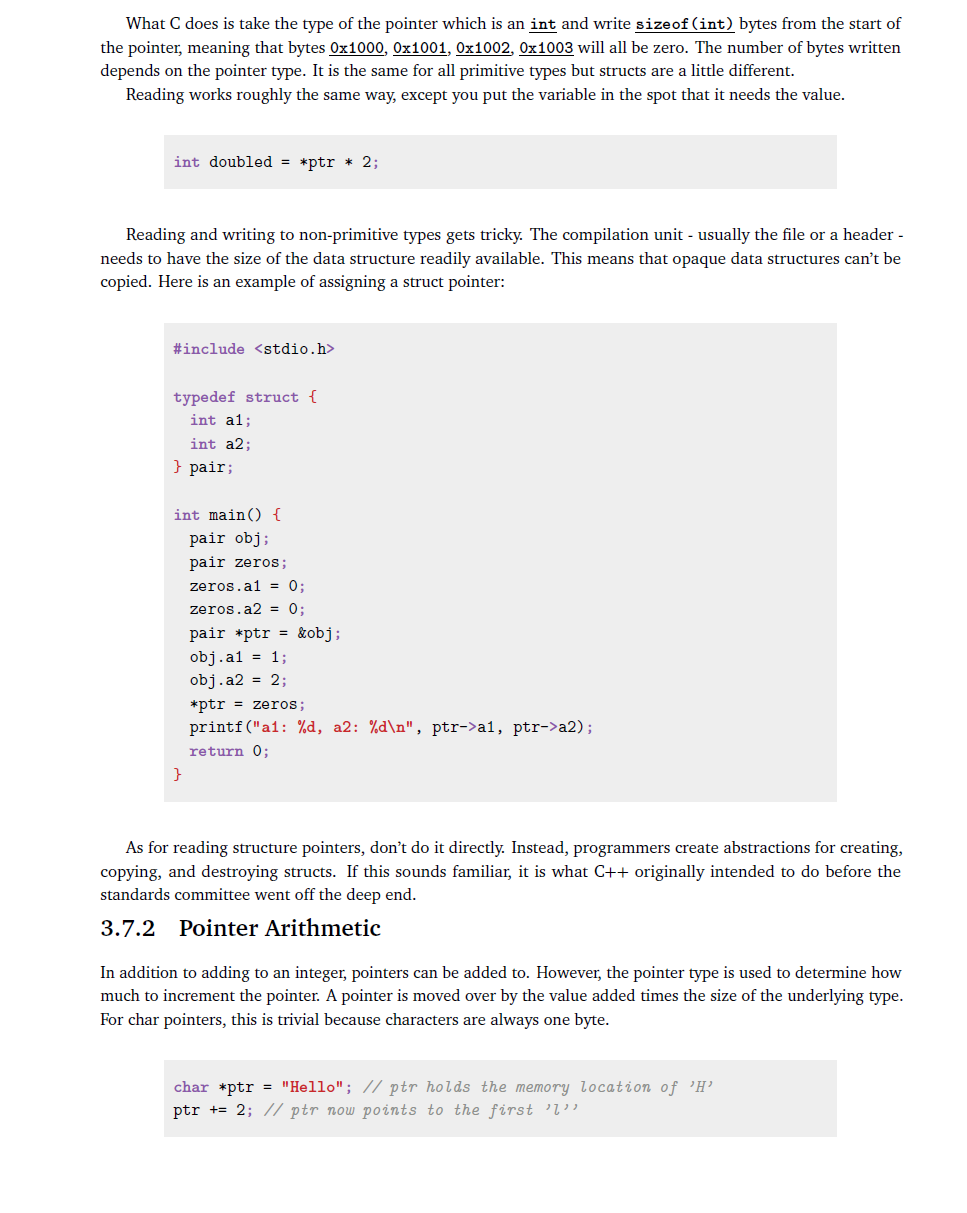 What C does is take the type of the pointer which is an int and write sizeof(int) bytes from the start of
the pointer, meaning that bytes 0x1000, 0x1001, 0x1002, 0x1003 will all be zero. The number of bytes written
depends on the pointer type. It is the same for all primitive types but structs are a little different.
Reading works roughly the same way, except you put the variable in the spot that it needs the value.
int doubled = *ptr * 2;
Reading and writing to non-primitive types gets tricky. The compilation unit - usually the file or a header -
needs to have the size of the data structure readily available. This means that opaque data structures can't be
copied. Here is an example of assigning a struct pointer:
#include <stdio.h>
typedef struct {
int a1;
int a2;
} pair;
int main() {
pair obj;
pair zeros;
zeros.a1 = 0;
zeros.a2 = 0;
pair *ptr = &obj;
obj.a1 = 1;
obj.a2 = 2;
*ptr = zeros;
printf("a1: %d, a2: %d\n", ptr->a1, ptr->a2);
return 0;
}
As for reading structure pointers, don't do it directly. Instead, programmers create abstractions for creating,
copying, and destroying structs. If this sounds familiar, it is what C++ originally intended to do before the
standards committee went off the deep end.
3.7.2 Pointer Arithmetic
In addition to adding to an integer, pointers can be added to. However, the pointer type is used to determine how
much to increment the pointer. A pointer is moved over by the value added times the size of the underlying type.
For char pointers, this is trivial because characters are always one byte.
char *ptr = "Hello"; // ptr holds the memory location of 'H'
ptr += 2; // ptr now points to the first 'l''